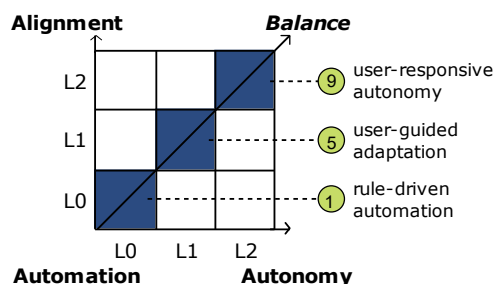 Alignment
Balance
L2
9
user-responsive
autonomy
L1
5
user-guided
adaptation
L0
1
rule-driven
automation
L0 L1 L2
Automation Autonomy